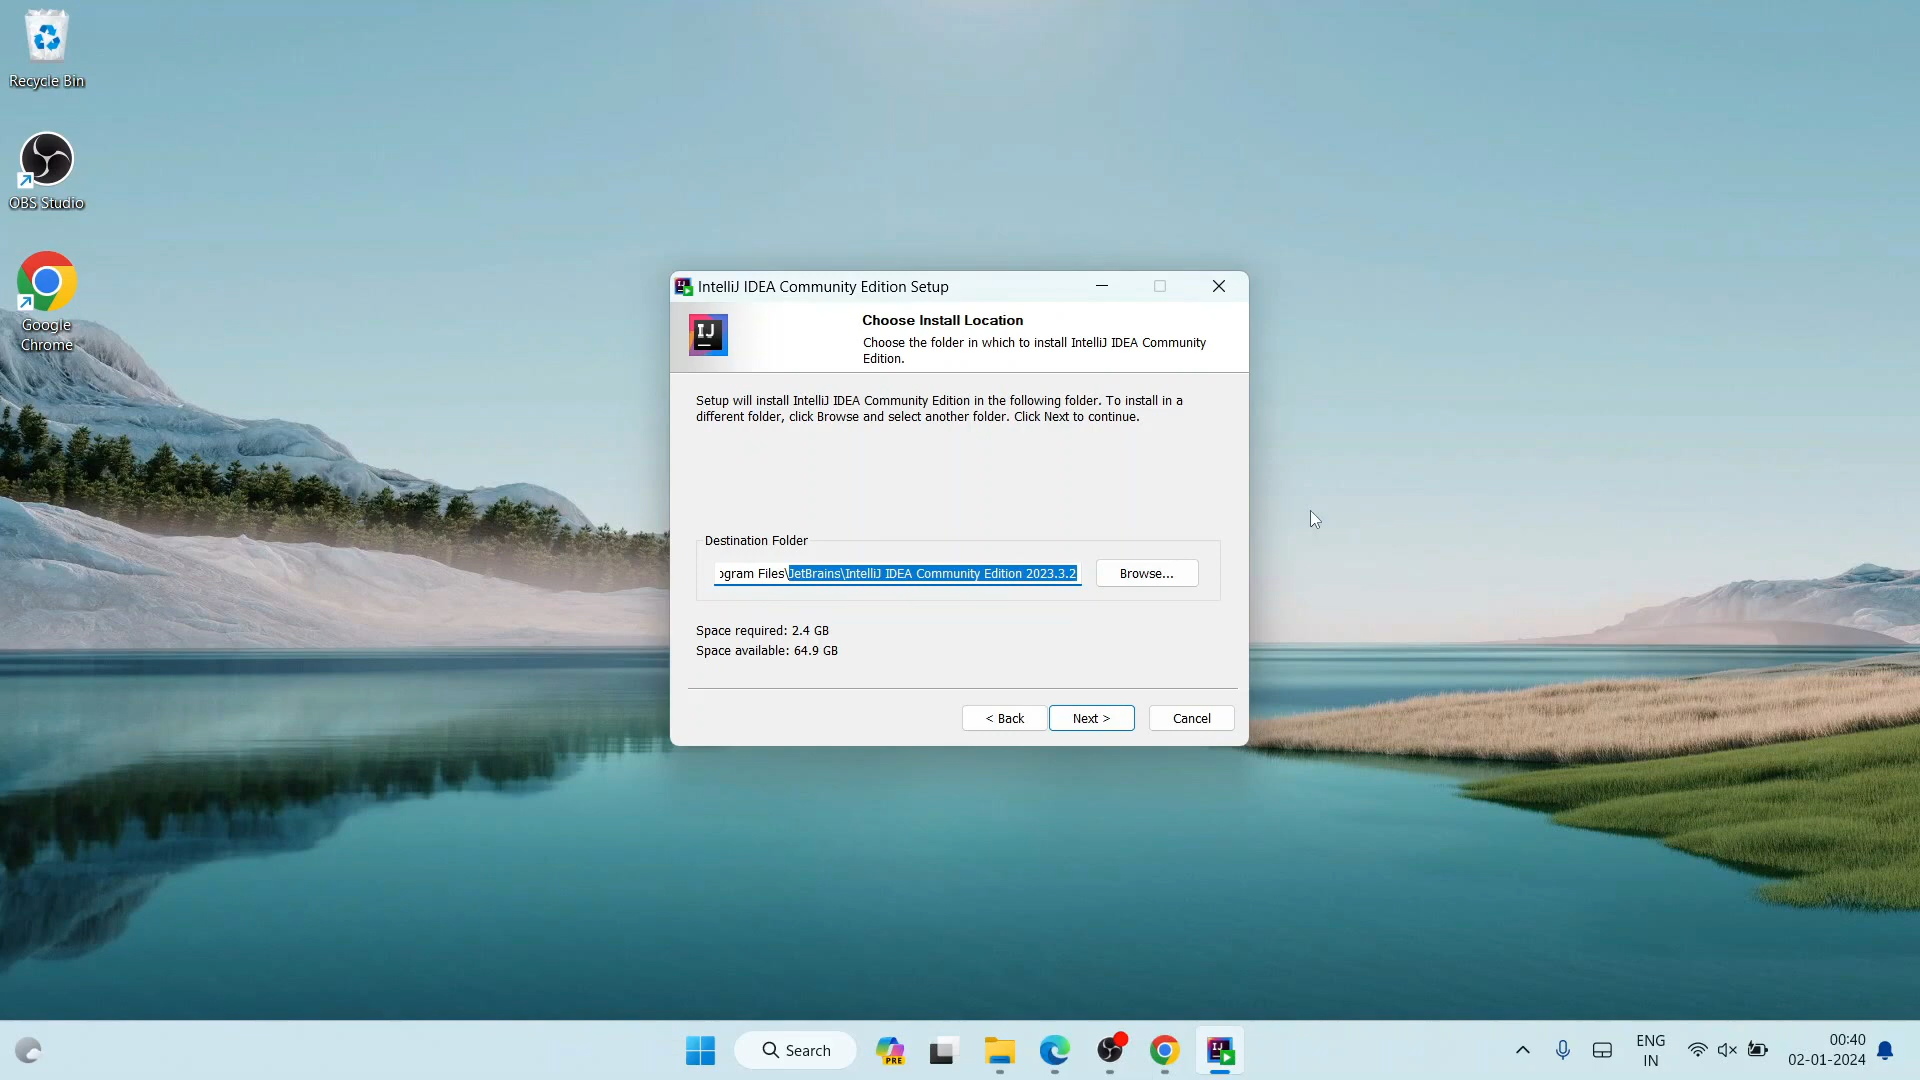 Recycle Bin
OBS Studio
Google
Chrome
IntelliJ IDEA Community Edition Setup
IJ
Choose Install Location
Choose the folder in which to install IntelliJ IDEA Community
Edition.
Setup will install IntelliJ IDEA Community Edition in the following folder. To install in a
different folder, click Browse and select another folder. Click Next to continue.
Destination Folder
ogram Files\JetBrains\IntelliJ IDEA Community Edition 2023.3.2
Browse...
Space required: 2.4 GB
Space available: 64.9 GB
< Back
Next >
Cancel
Search
PRE
IJ
ENG
IN
00:40
02-01-2024